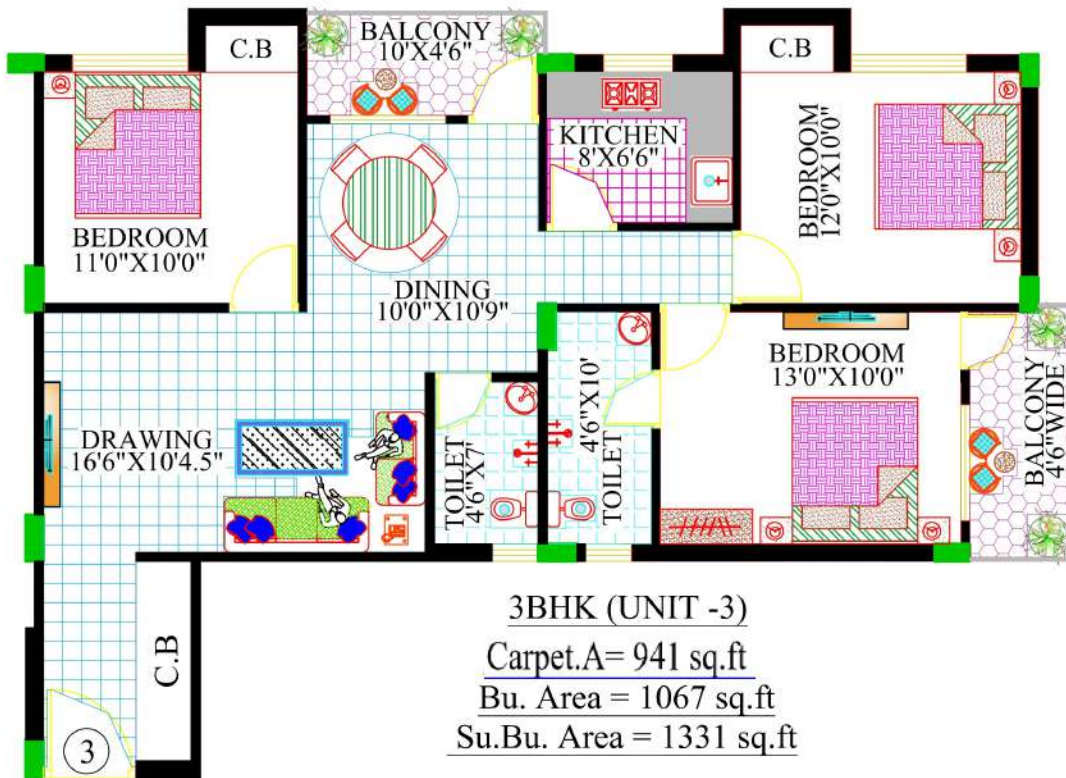 C.B
BALCONY
10'X4'6"
C.B
KITCHEN
8'X6'6"
BEDROOM
12'0"X10'0"
BEDROOM
11'0"X10'0"
DINING
10'0"X10'9"
BEDROOM
13'0"X10'0"
BALCONY
4'6"WIDE
DRAWING
16'6"X10'4.5"
TOILET
4'6"X7'
4'6"X10'
TOILET
C.B
3
3BHK (UNIT -3)
Carpet.A= 941 sq.ft
Bu. Area = 1067 sq.ft
Su.Bu. Area = 1331 sq.ft